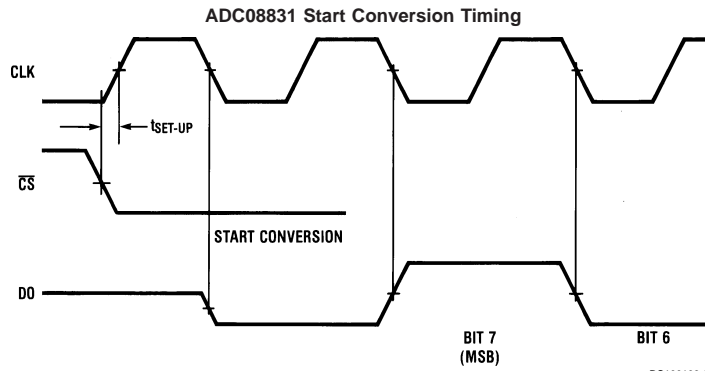 ADC08831 Start Conversion Timing
CLK
tSET-UP
CS
START CONVERSION
DO
BIT 7
(MSB)
BIT 6